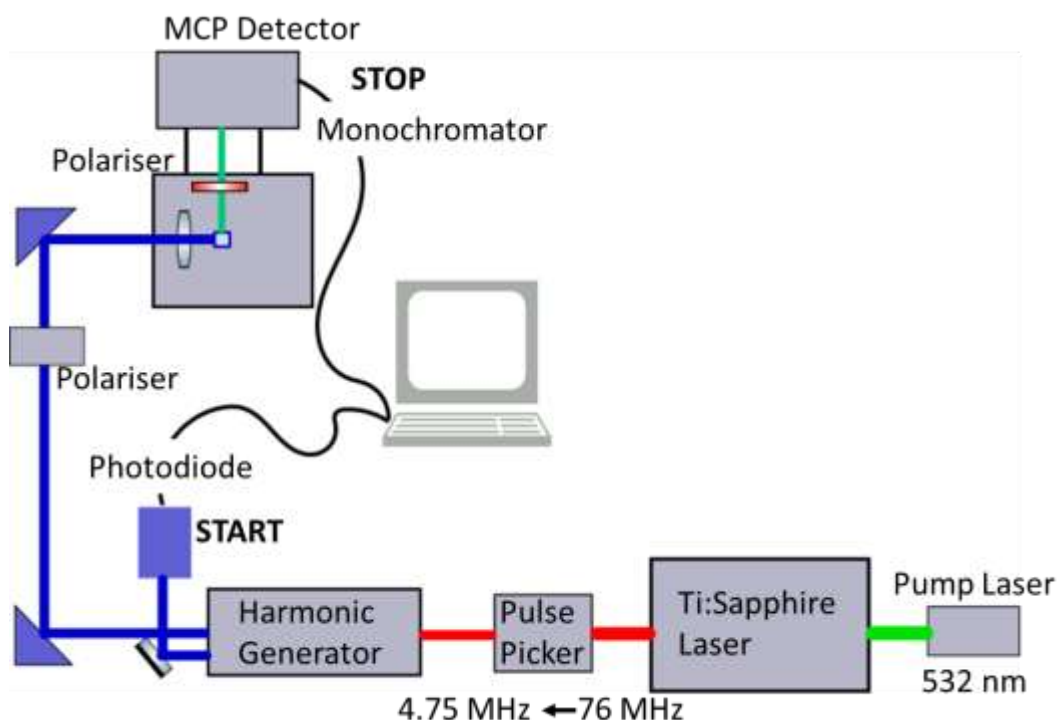 MCP Detector
STOP
Monochromator
Polariser
Polariser
Photodiode
START
Harmonic
Generator
Pulse
Picker
Ti:Sapphire
Laser
Pump Laser
532 nm
4.75 MHz ←76 MHz